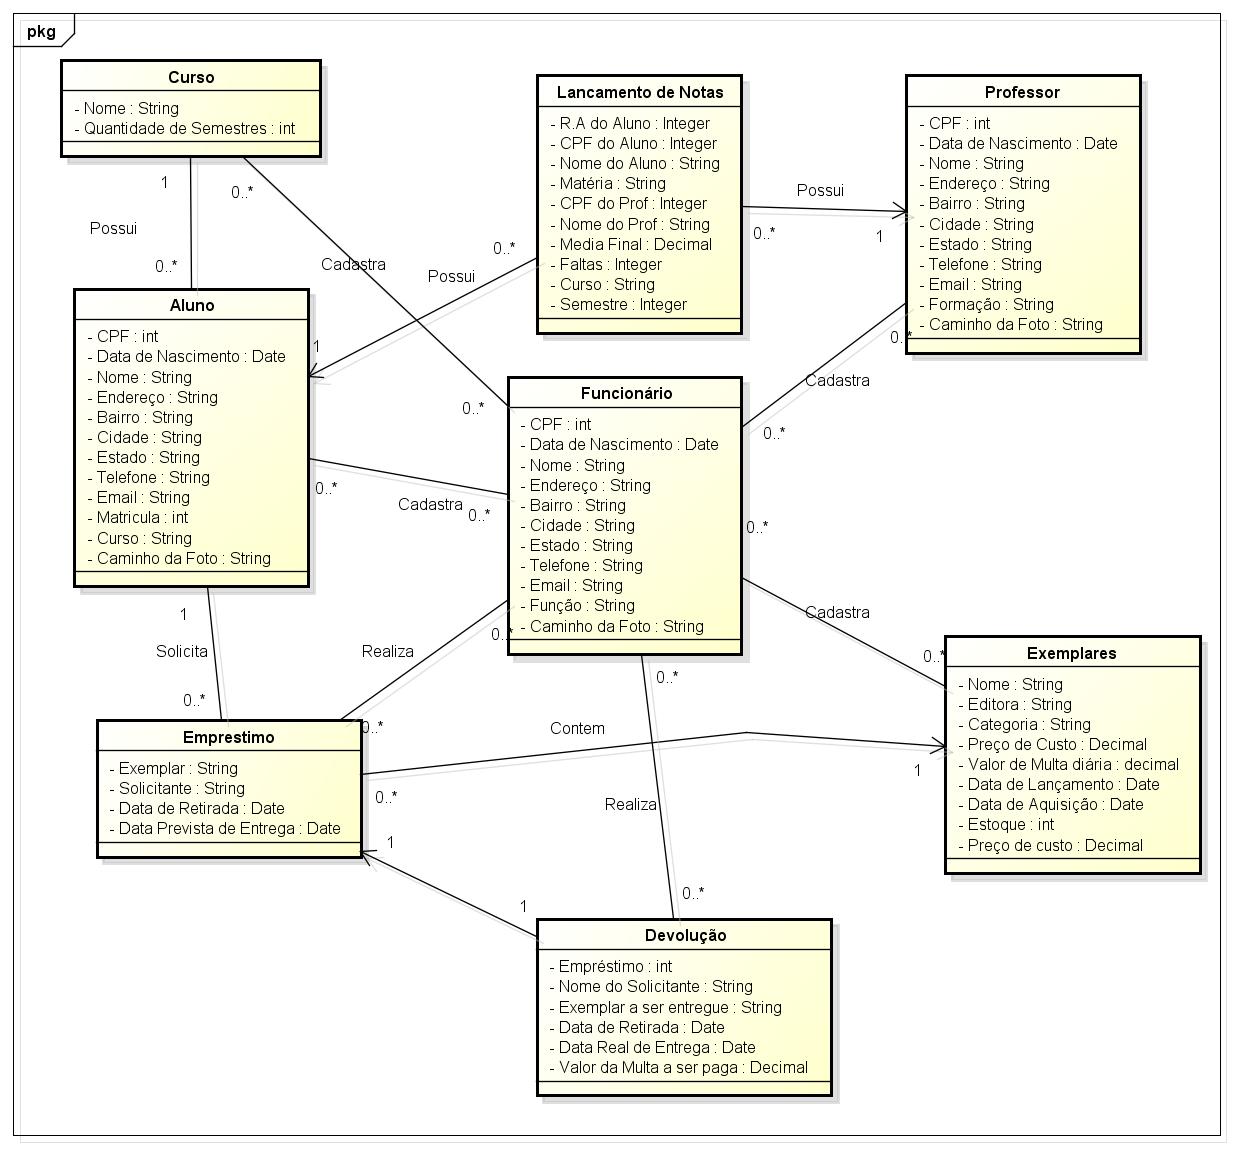 pkg
Curso
- Nome : String
- Quantidade de Semestres : int
Lancamento de Notas
- R.A do Aluno : Integer
- CPF do Aluno : Integer
- Nome do Aluno : String
- Matéria : String
- CPF do Prof : Integer
- Nome do Prof : String
- Media Final : Decimal
- Faltas : Integer
- Curso : String
- Semestre : Integer
Professor
- CPF : int
- Data de Nascimento : Date
- Nome : String
- Endereço : String
- Bairro : String
- Cidade : String
- Estado : String
- Telefone : String
- Email : String
- Formação : String
- Caminho da Foto : String
1
Possui
0..*
0..*
Cadastra
0..*
0..*
Possui
1
Possui
0..*
1
0..*
Cadastra
0..*
Aluno
- CPF : int
- Data de Nascimento : Date
- Nome : String
- Endereço : String
- Bairro : String
- Cidade : String
- Estado : String
- Telefone : String
- Email : String
- Matricula : int
- Curso : String
- Caminho da Foto : String
Funcionário
- CPF : int
- Data de Nascimento : Date
- Nome : String
- Endereço : String
- Bairro : String
- Cidade : String
- Estado : String
- Telefone : String
- Email : String
- Função : String
- Caminho da Foto : String
0..*
Cadastra
0..*
0..*
Cadastra
0..*
1
Solicita
0..*
0..*
Realiza
0..*
Exemplares
- Nome : String
- Editora : String
- Categoria : String
- Preço de Custo : Decimal
- Valor de Multa diária : decimal
- Data de Lançamento : Date
- Data de Aquisição : Date
- Estoque : int
- Preço de custo : Decimal
Emprestimo
- Exemplar : String
- Solicitante : String
- Data de Retirada : Date
- Data Prevista de Entrega : Date
Contem
0..*
1
0..*
Realiza
0..*
1
1
Devolução
- Empréstimo : int
- Nome do Solicitante : String
- Exemplar a ser entregue : String
- Data de Retirada : Date
- Data Real de Entrega : Date
- Valor da Multa a ser paga : Decimal